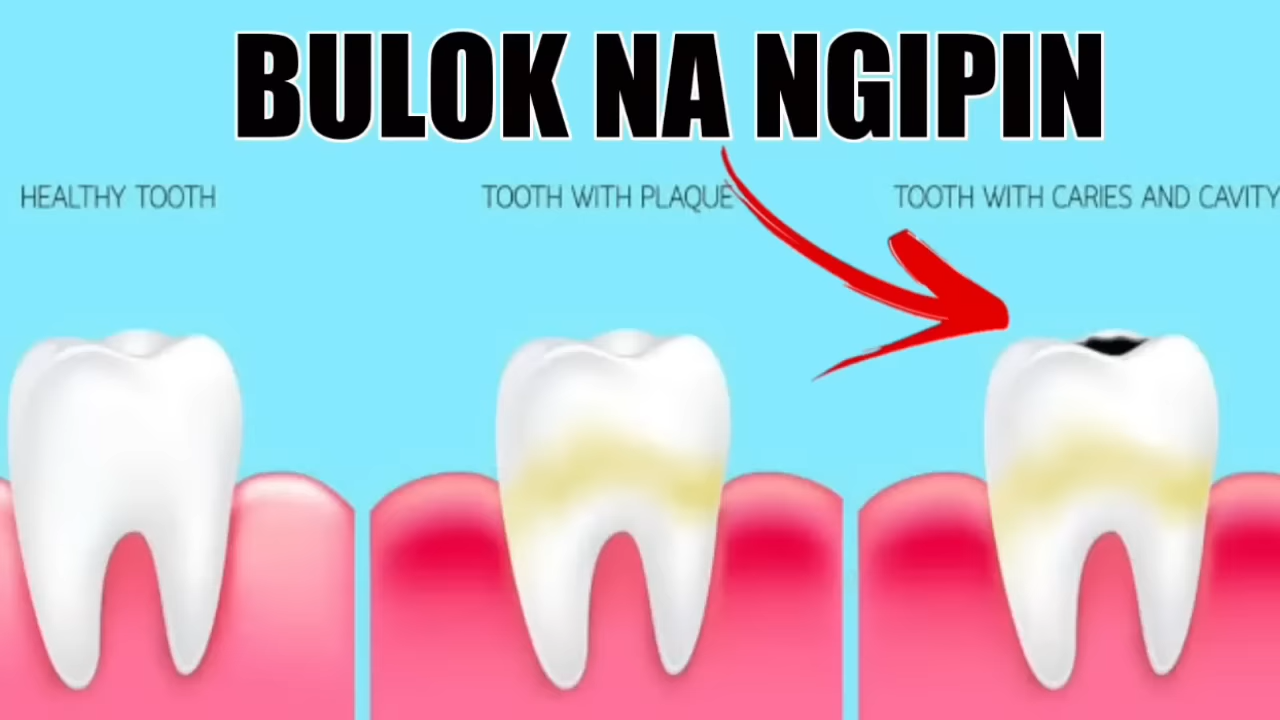 BULOK NA NGIPIN
HEALTHY TOOTH
TOOTH WITH PLAQUE
TOOTH WITH CARIES AND CAVITY